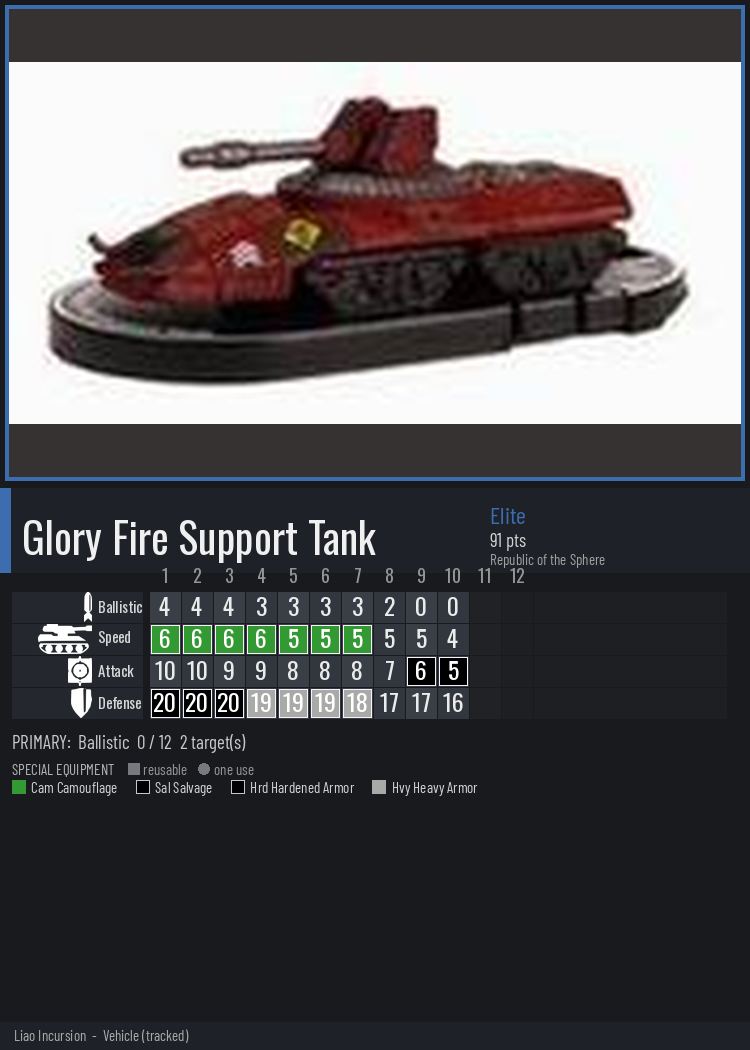 Glory Fire Support Tank
Elite
91 pts
Republic of the Sphere
1 2 3 4 5 6 7 8 9 10 11 12
Ballistic 4 4 4 3 3 3 3 2 0 0
Speed 6 6 6 6 5 5 5 5 5 4
Attack 10 10 9 9 8 8 8 7 6 5
Defense 20 20 20 19 19 19 18 17 17 16
PRIMARY: Ballistic 0 / 12 2 target(s)
SPECIAL EQUIPMENT reusable one use
Cam Camouflage Sal Salvage Hrd Hardened Armor Hvy Heavy Armor
Liao Incursion - Vehicle (tracked)